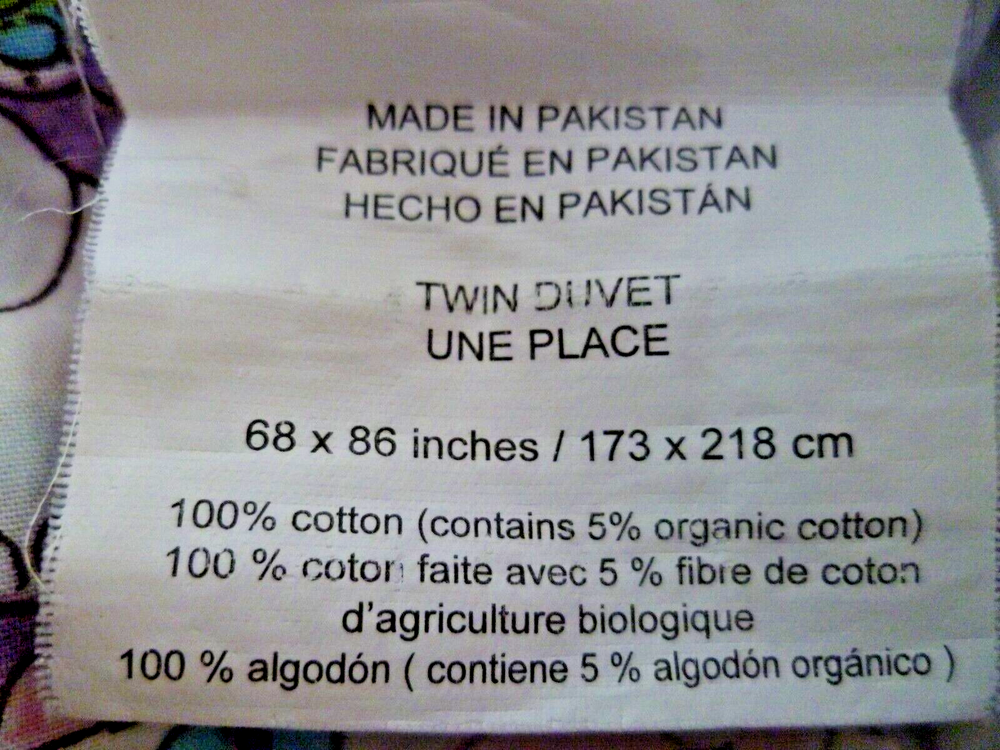 MADE IN PAKISTAN
FABRIQUÉ EN PAKISTAN
HECHO EN PAKISTÁN
TWIN DUVET
UNE PLACE
68 x 86 inches / 173 x 218 cm
100% cotton (contains 5% organic cotton)
100 % coton faite avec 5 % fibre de coton
d'agriculture biologique
100 % algodón ( contiene 5 % algodón orgánico )